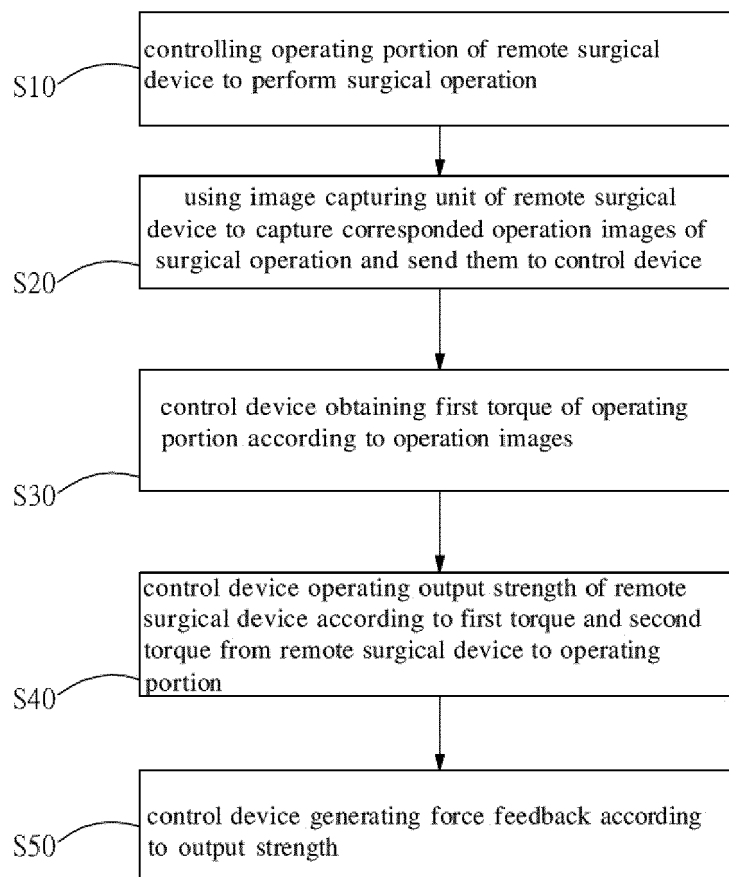 controlling operating portion of remote surgical
device to perform surgical operation
S10
using image capturing unit of remote surgical
device to capture corresponded operation images of
surgical operation and send them to control device
S20
control device obtaining first torque of operating
portion according to operation images
S30
control device operating output strength of remote
surgical device according to first torque and second
torque from remote surgical device to operating
portion
S40
control device generating force feedback according
to output strength
S50